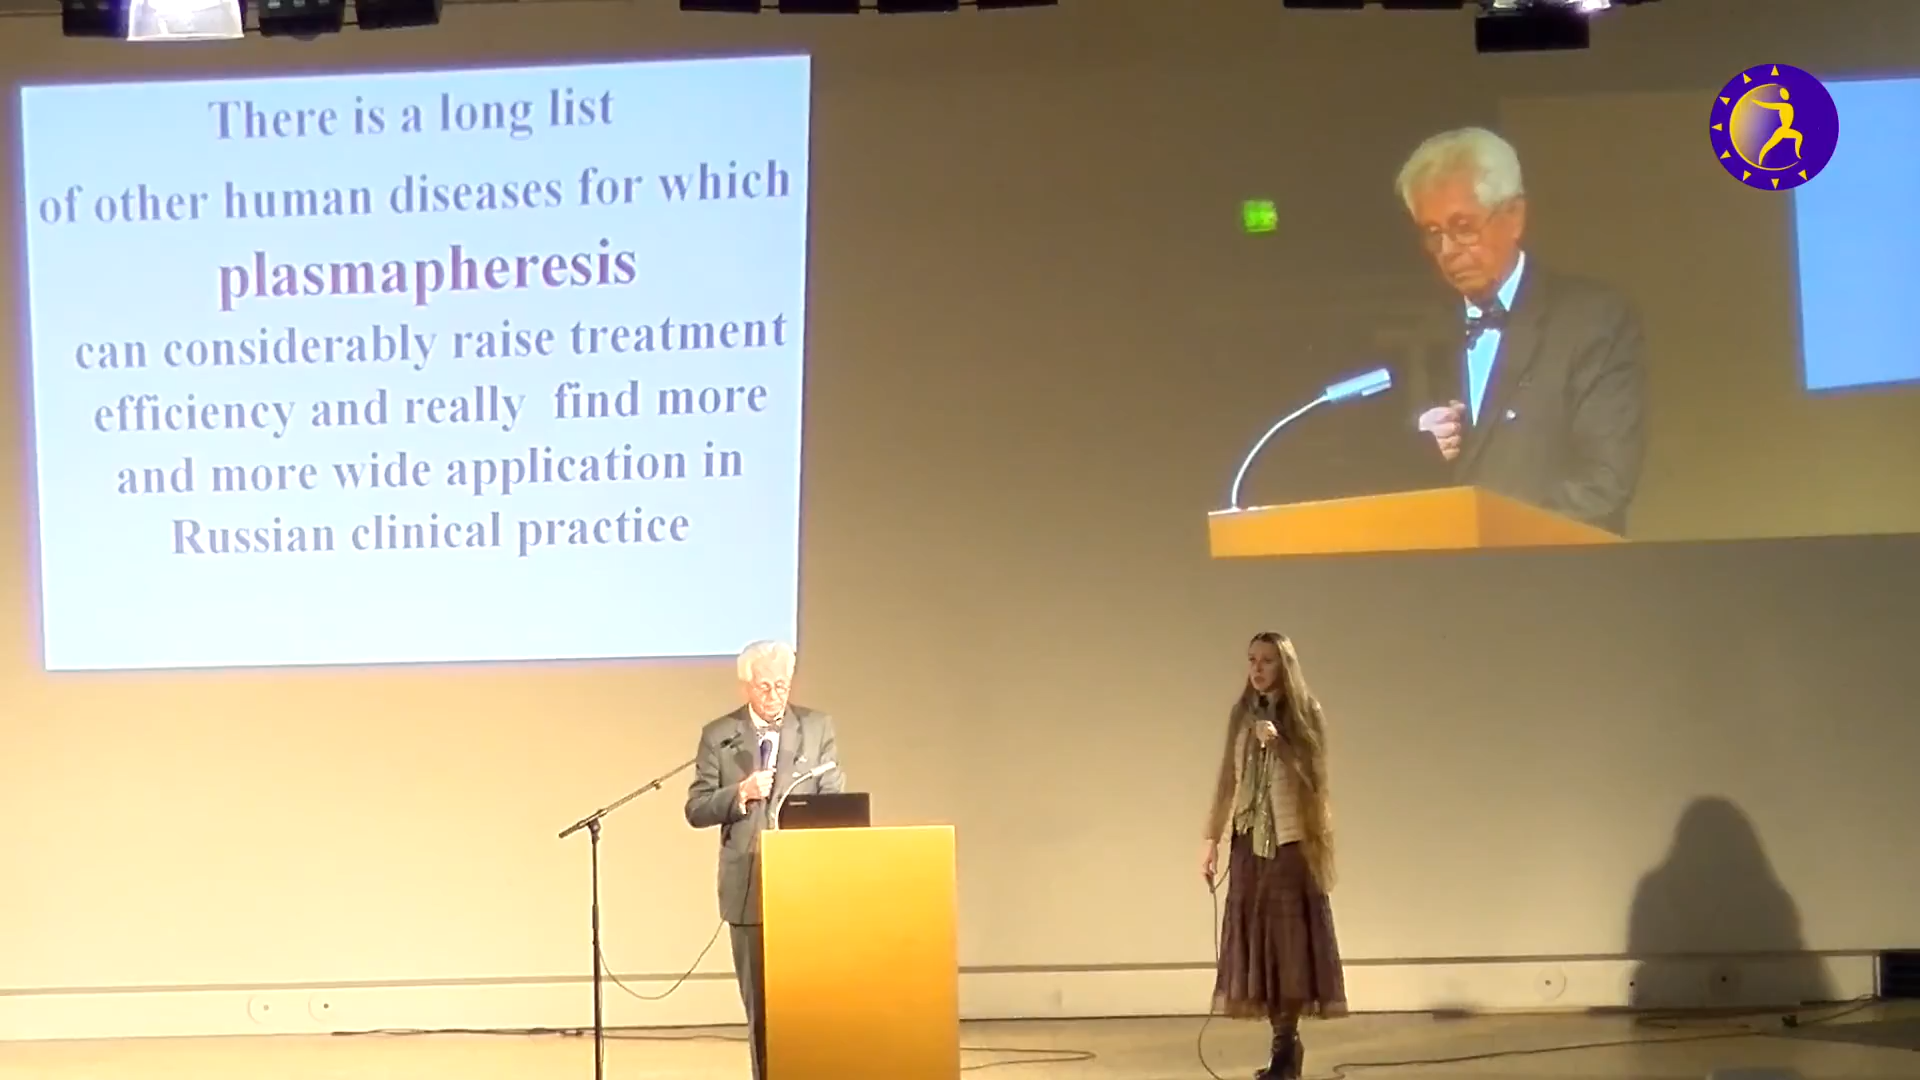 There is a long list
of other human diseases for which
plasmapheresis
can considerably raise treatment
efficiency and really find more
and more wide application in
Russian clinical practice